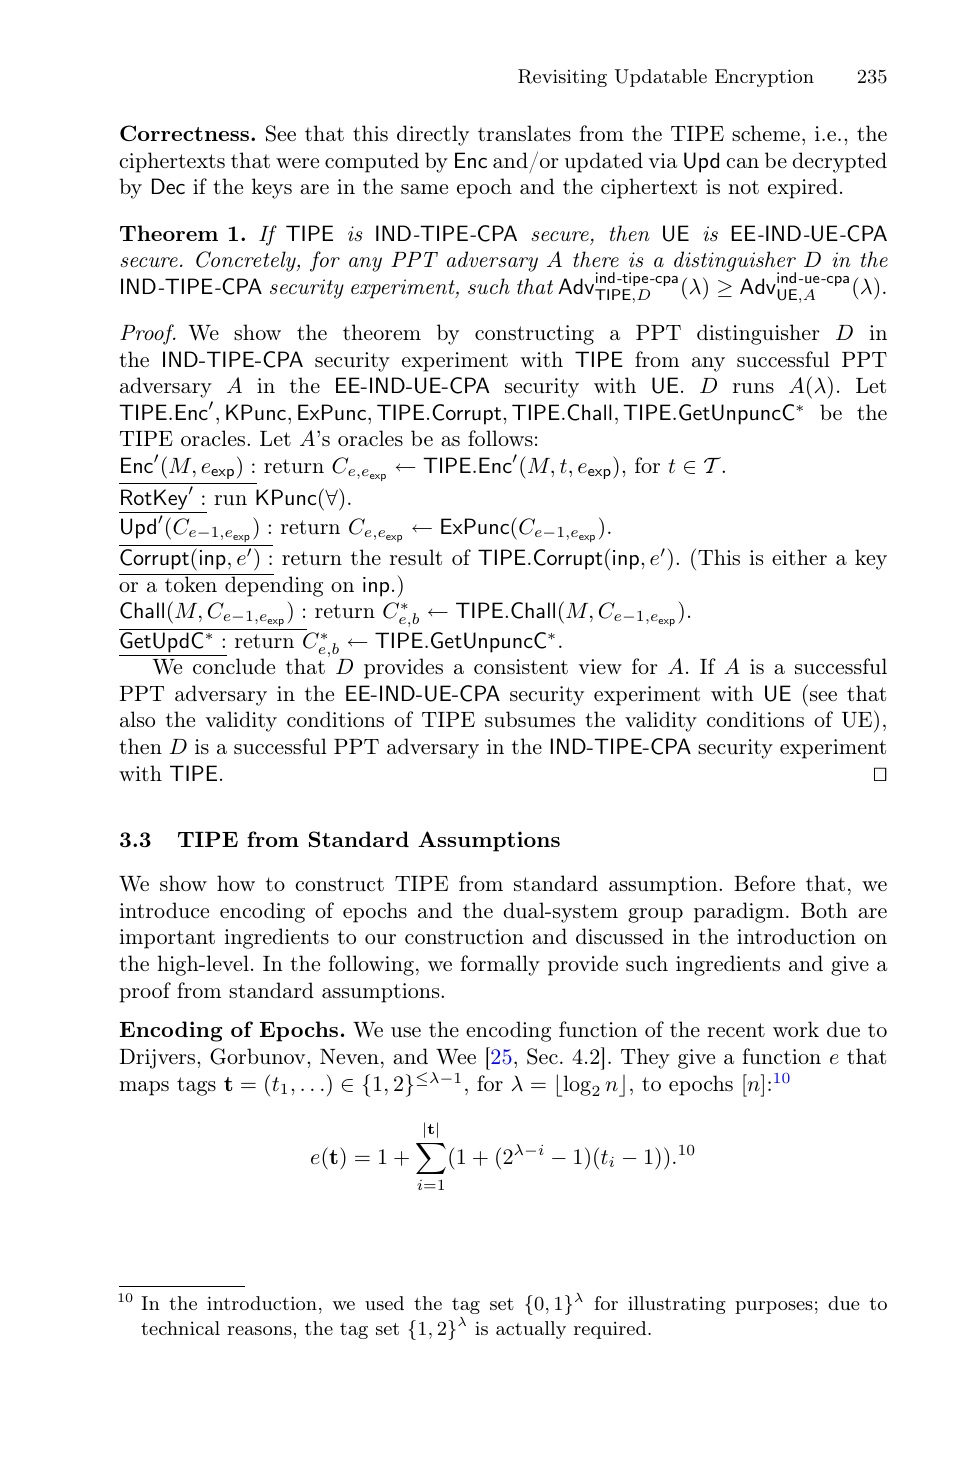 Revisiting Updatable Encryption 235
Correctness. See that this directly translates from the TIPE scheme, i.e., the
ciphertexts that were computed by Enc and/or updated via Upd can be decrypted
by Dec if the keys are in the same epoch and the ciphertext is not expired.
Theorem 1. If TIPE is IND-TIPE-CPA secure, then UE is EE-IND-UE-CPA
secure. Concretely, for any PPT adversary A there is a distinguisher D in the
IND-TIPE-CPA security experiment, such that Adv^{ind-tipe-cpa}_{TIPE,D}(λ) ≥ Adv^{ind-ue-cpa}_{UE,A}(λ).
Proof. We show the theorem by constructing a PPT distinguisher D in
the IND-TIPE-CPA security experiment with TIPE from any successful PPT
adversary A in the EE-IND-UE-CPA security with UE. D runs A(λ). Let
TIPE.Enc′, KPunc, ExPunc, TIPE.Corrupt, TIPE.Chall, TIPE.GetUnpuncC* be the
TIPE oracles. Let A's oracles be as follows:
Enc′(M, e_{exp}) : return C_{e,e_{exp}} ← TIPE.Enc′(M, t, e_{exp}), for t ∈ 𝒯.
RotKey′ : run KPunc(∀).
Upd′(C_{e−1,e_{exp}}) : return C_{e,e_{exp}} ← ExPunc(C_{e−1,e_{exp}}).
Corrupt(inp, e′) : return the result of TIPE.Corrupt(inp, e′). (This is either a key
or a token depending on inp.)
Chall(M, C_{e−1,e_{exp}}) : return C*_{e,b} ← TIPE.Chall(M, C_{e−1,e_{exp}}).
GetUpdC* : return C*_{e,b} ← TIPE.GetUnpuncC*.
We conclude that D provides a consistent view for A. If A is a successful
PPT adversary in the EE-IND-UE-CPA security experiment with UE (see that
also the validity conditions of TIPE subsumes the validity conditions of UE),
then D is a successful PPT adversary in the IND-TIPE-CPA security experiment
with TIPE. □
3.3 TIPE from Standard Assumptions
We show how to construct TIPE from standard assumption. Before that, we
introduce encoding of epochs and the dual-system group paradigm. Both are
important ingredients to our construction and discussed in the introduction on
the high-level. In the following, we formally provide such ingredients and give a
proof from standard assumptions.
Encoding of Epochs. We use the encoding function of the recent work due to
Drijvers, Gorbunov, Neven, and Wee [25, Sec. 4.2]. They give a function e that
maps tags t = (t_1, . . .) ∈ {1, 2}^{≤λ−1}, for λ = ⌊log_2 n⌋, to epochs [n]:^{10}
e(t) = 1 + ∑_{i=1}^{|t|} (1 + (2^{λ−i} − 1)(t_i − 1)).^{10}
^{10} In the introduction, we used the tag set {0, 1}^λ for illustrating purposes; due to
technical reasons, the tag set {1, 2}^λ is actually required.